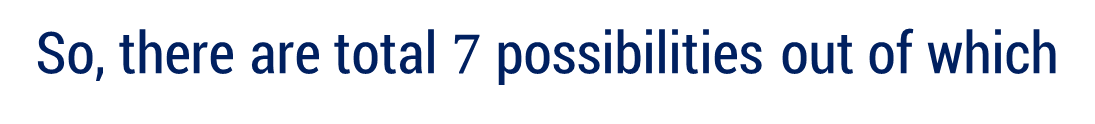 So, there are total 7 possibilities out of which